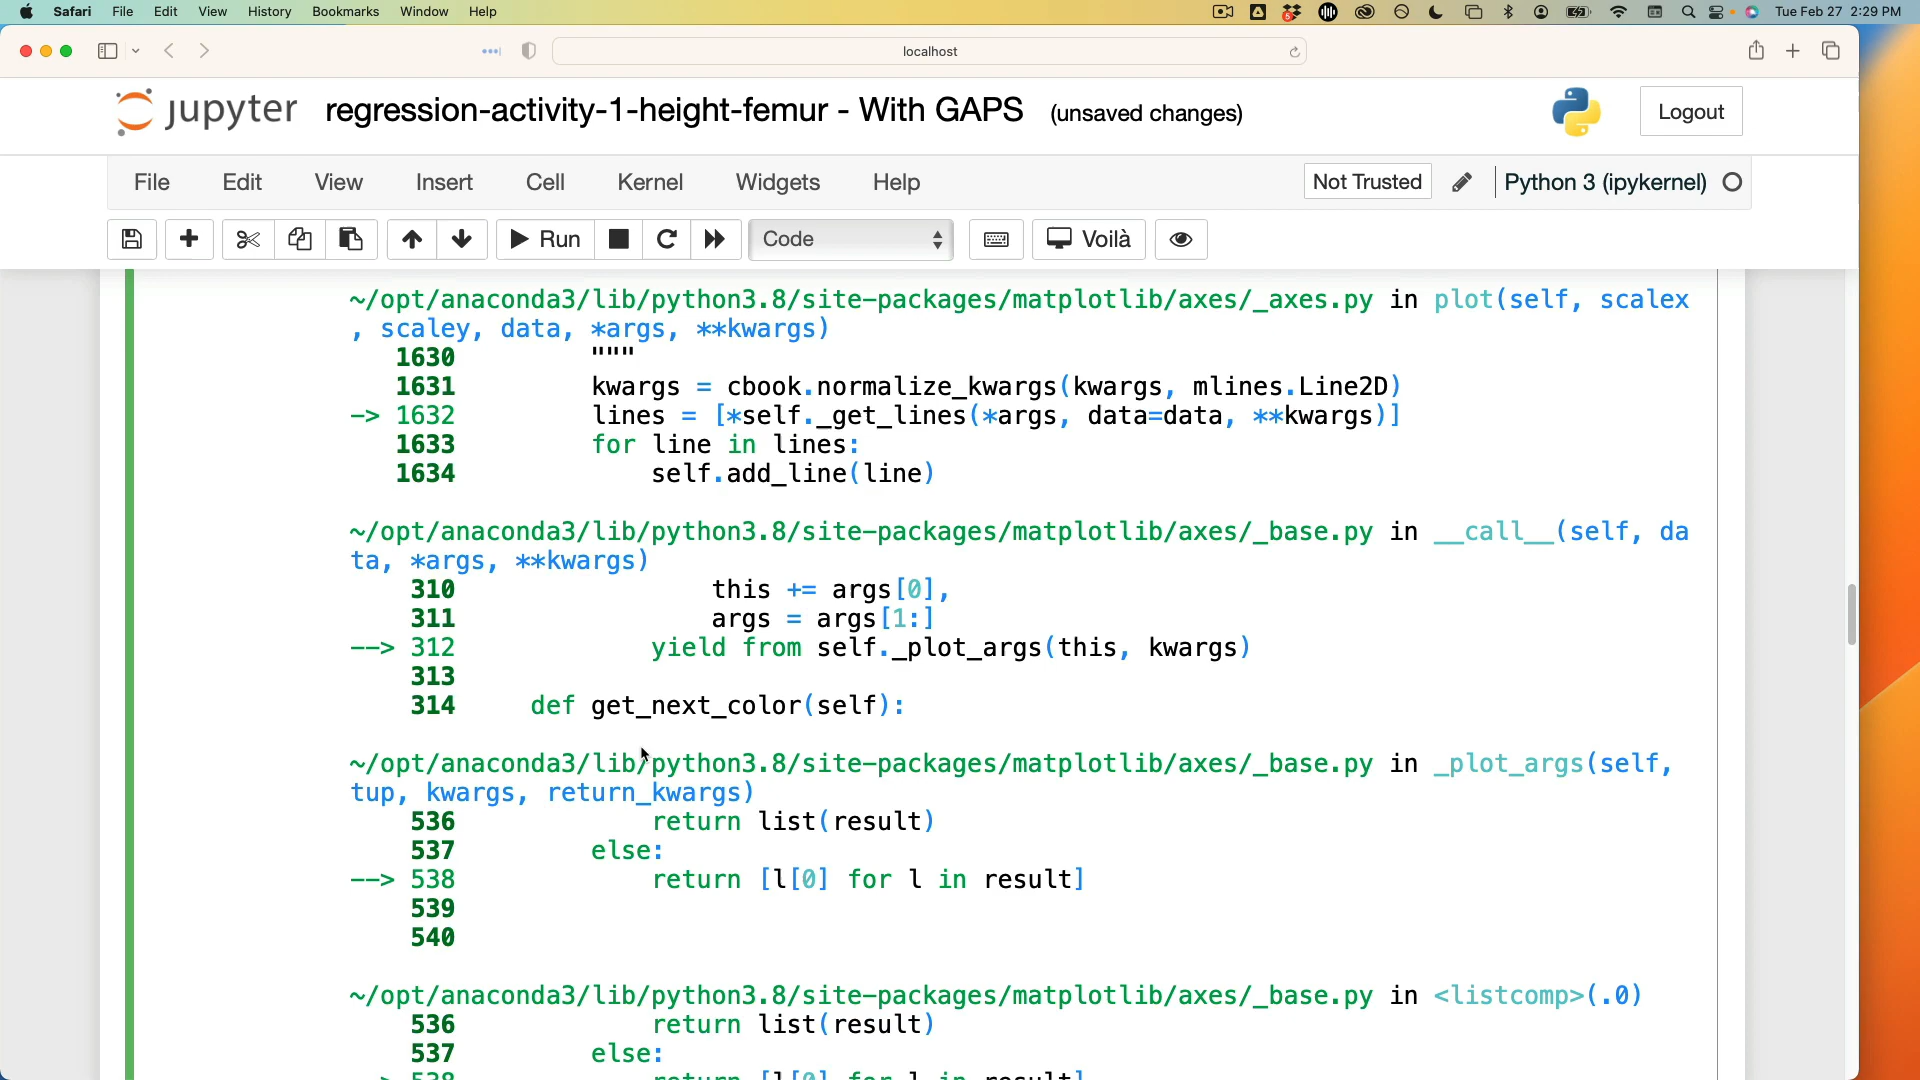 Safari File Edit View History Bookmarks Window Help Tue Feb 27 2:29 PM
localhost
jupyter regression-activity-1-height-femur - With GAPS (unsaved changes) Logout
File Edit View Insert Cell Kernel Widgets Help Not Trusted Python 3 (ipykernel)
Run Code Voilà
~/opt/anaconda3/lib/python3.8/site-packages/matplotlib/axes/_axes.py in plot(self, scalex
, scaley, data, *args, **kwargs)
1630 """
1631 kwargs = cbook.normalize_kwargs(kwargs, mlines.Line2D)
-> 1632 lines = [*self._get_lines(*args, data=data, **kwargs)]
1633 for line in lines:
1634 self.add_line(line)
~/opt/anaconda3/lib/python3.8/site-packages/matplotlib/axes/_base.py in __call__(self, da
ta, *args, **kwargs)
310 this += args[0],
311 args = args[1:]
--> 312 yield from self._plot_args(this, kwargs)
313
314 def get_next_color(self):
~/opt/anaconda3/lib/python3.8/site-packages/matplotlib/axes/_base.py in _plot_args(self,
tup, kwargs, return_kwargs)
536 return list(result)
537 else:
--> 538 return [l[0] for l in result]
539
540
~/opt/anaconda3/lib/python3.8/site-packages/matplotlib/axes/_base.py in <listcomp>(.0)
536 return list(result)
537 else:
--> 538 return [l[0] for l in result]